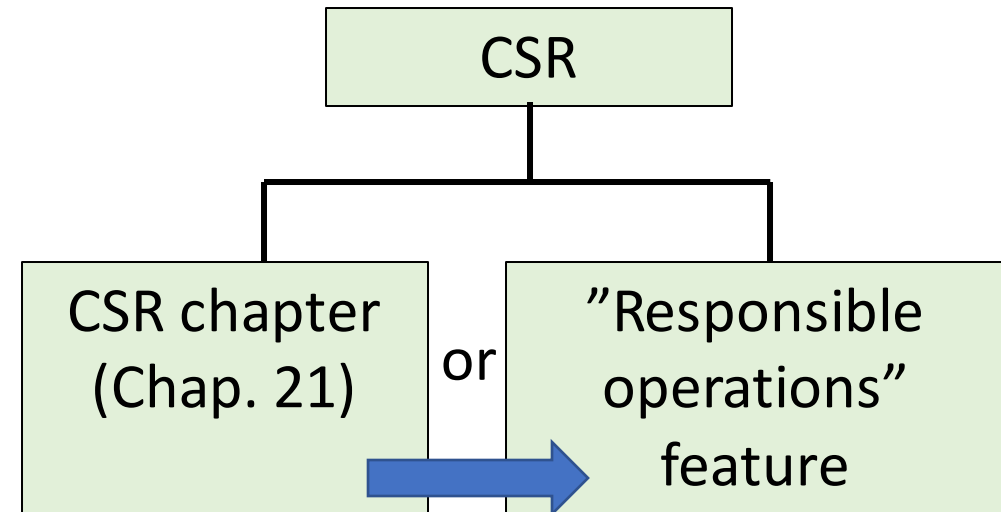 CSR
CSR chapter
(Chap. 21)
or
”Responsible
operations”
feature